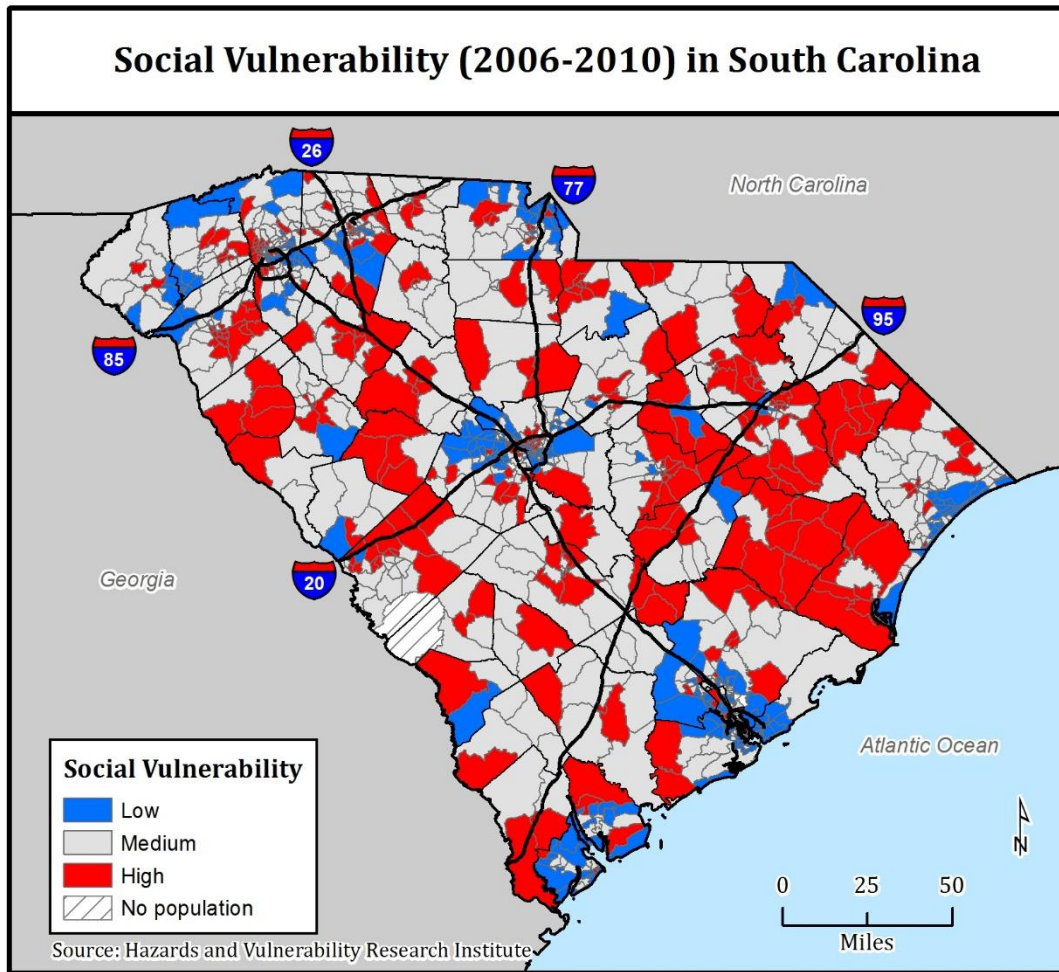 Social Vulnerability (2006-2010) in South Carolina
26
77
North Carolina
95
85
20
Georgia
Atlantic Ocean
Social Vulnerability
Low
Medium
High
No population
N
0 25 50
Miles
Source: Hazards and Vulnerability Research Institute